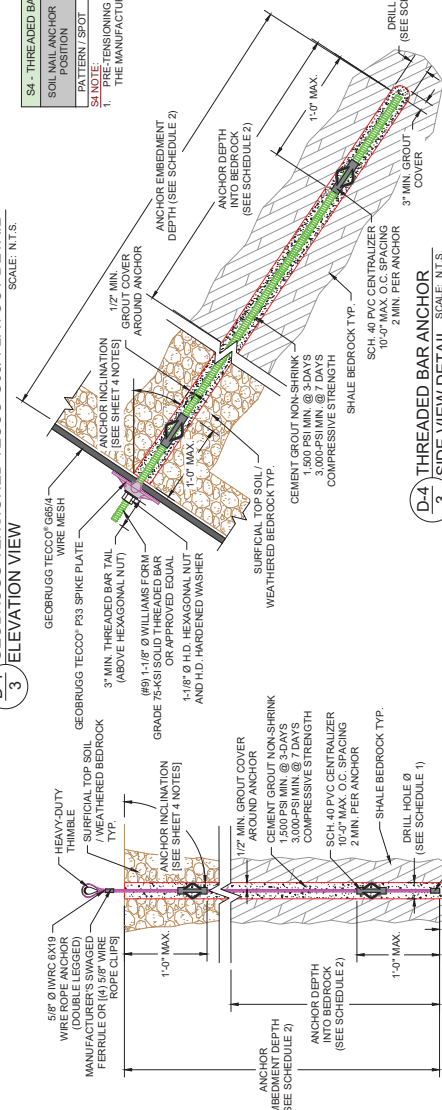 ELEVATION VIEW
3
SCALE: N.T.S.
S4 - THREADED BA
SOIL NAIL ANCHOR
POSITION
PATTERN / SPOT
S4 NOTE:
1. PRE-TENSIONING
THE MANUFACTUR
GEOBRUGG TECCO® G65/4
WIRE MESH
GEOBRUGG TECCO® P33 SPIKE PLATE
3" MIN. THREADED BAR TAIL
(ABOVE HEXAGONAL NUT)
(#9) 1-1/8" Ø WILLIAMS FORM
GRADE 75-KSI SOLID THREADED BAR
OR APPROVED EQUAL
1-1/8" Ø H.D. HEXAGONAL NUT
AND H.D. HARDENED WASHER
ANCHOR INCLINATION
[SEE SHEET 4 NOTES]
1/2" MIN.
GROUT COVER
AROUND ANCHOR
ANCHOR EMBEDMENT
DEPTH (SEE SCHEDULE 2)
ANCHOR DEPTH
INTO BEDROCK
(SEE SCHEDULE 2)
1'-0" MAX.
1'-0" MAX.
DRILL
(SEE SC
3" MIN. GROUT
COVER
SURFICAL TOP SOIL /
WEATHERED BEDROCK TYP.
CEMENT GROUT NON-SHRINK
1,500 PSI MIN. @ 3-DAYS
3,000-PSI MIN. @ 7 DAYS
COMPRESSIVE STRENGTH
SHALE BEDROCK TYP.
SCH. 40 PVC CENTRALIZER
10'-0" MAX. O.C. SPACING
2 MIN. PER ANCHOR
D-4
3
THREADED BAR ANCHOR
SIDE VIEW DETAIL
SCALE: N.T.S.
5/8" Ø IWRC 6X19
WIRE ROPE ANCHOR
(DOUBLE LEGGED)
MANUFACTURER'S SWAGED
FERRULE OR [(4) 5/8" WIRE
ROPE CLIPS]
HEAVY-DUTY
THIMBLE
SURFICIAL TOP SOIL
/ WEATHERED BEDROCK
TYP.
ANCHOR INCLINATION
[SEE SHEET 4 NOTES]
1'-0" MAX.
1/2" MIN. GROUT COVER
AROUND ANCHOR
CEMENT GROUT NON-SHRINK
1,500 PSI MIN. @ 3-DAYS
3,000-PSI MIN. @ 7 DAYS
COMPRESSIVE STRENGTH
SCH. 40 PVC CENTRALIZER
10'-0" MAX. O.C. SPACING
2 MIN. PER ANCHOR
SHALE BEDROCK TYP.
DRILL HOLE Ø
(SEE SCHEDULE 1)
1'-0" MAX.
ANCHOR DEPTH
INTO BEDROCK
(SEE SCHEDULE 2)
ANCHOR
MBEDMENT DEPTH
SEE SCHEDULE 2)